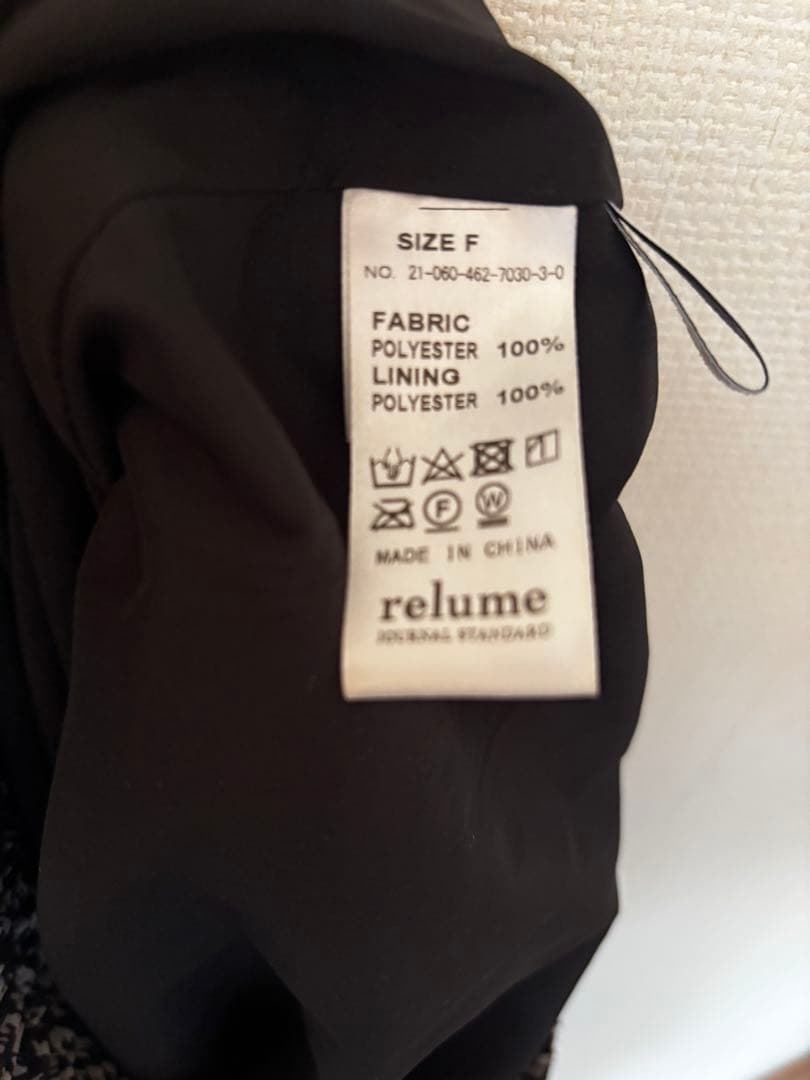 SIZE F
NO. 21-060-462-7030-3-0
FABRIC
POLYESTER 100%
LINING
POLYESTER 100%
F W
MADE IN CHINA
relume
JOURNAL STANDARD